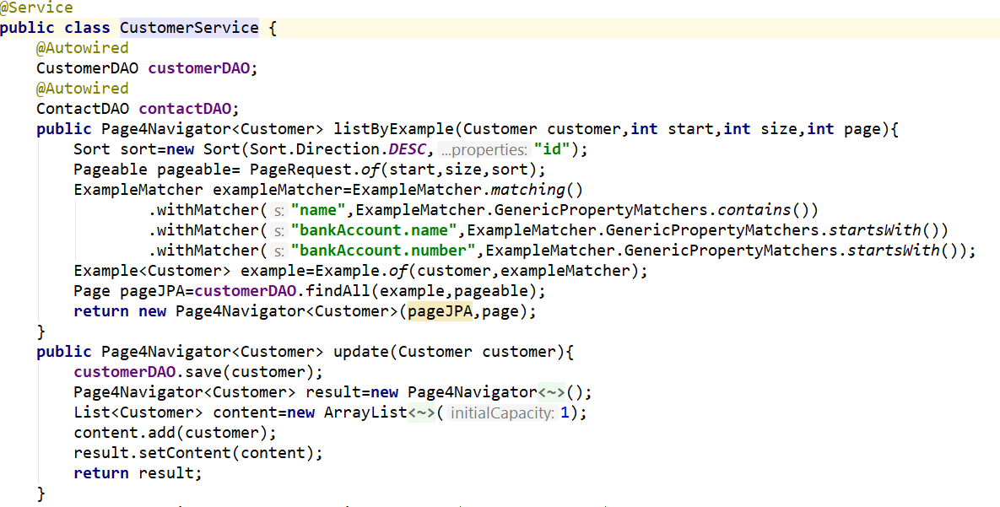 @Service
public class CustomerService {
@Autowired
CustomerDAO customerDAO;
@Autowired
ContactDAO contactDAO;
public Page4Navigator<Customer> listByExample(Customer customer,int start,int size,int page){
Sort sort=new Sort(Sort.Direction.DESC, ...properties: "id");
Pageable pageable= PageRequest.of(start,size,sort);
ExampleMatcher exampleMatcher=ExampleMatcher.matching()
.withMatcher( s: "name",ExampleMatcher.GenericPropertyMatchers.contains())
.withMatcher( s: "bankAccount.name",ExampleMatcher.GenericPropertyMatchers.startsWith())
.withMatcher( s: "bankAccount.number",ExampleMatcher.GenericPropertyMatchers.startsWith());
Example<Customer> example=Example.of(customer,exampleMatcher);
Page pageJPA=customerDAO.findAll(example,pageable);
return new Page4Navigator<Customer>(pageJPA,page);
}
public Page4Navigator<Customer> update(Customer customer){
customerDAO.save(customer);
Page4Navigator<Customer> result=new Page4Navigator<~>();
List<Customer> content=new ArrayList<~>( initialCapacity: 1);
content.add(customer);
result.setContent(content);
return result;
}